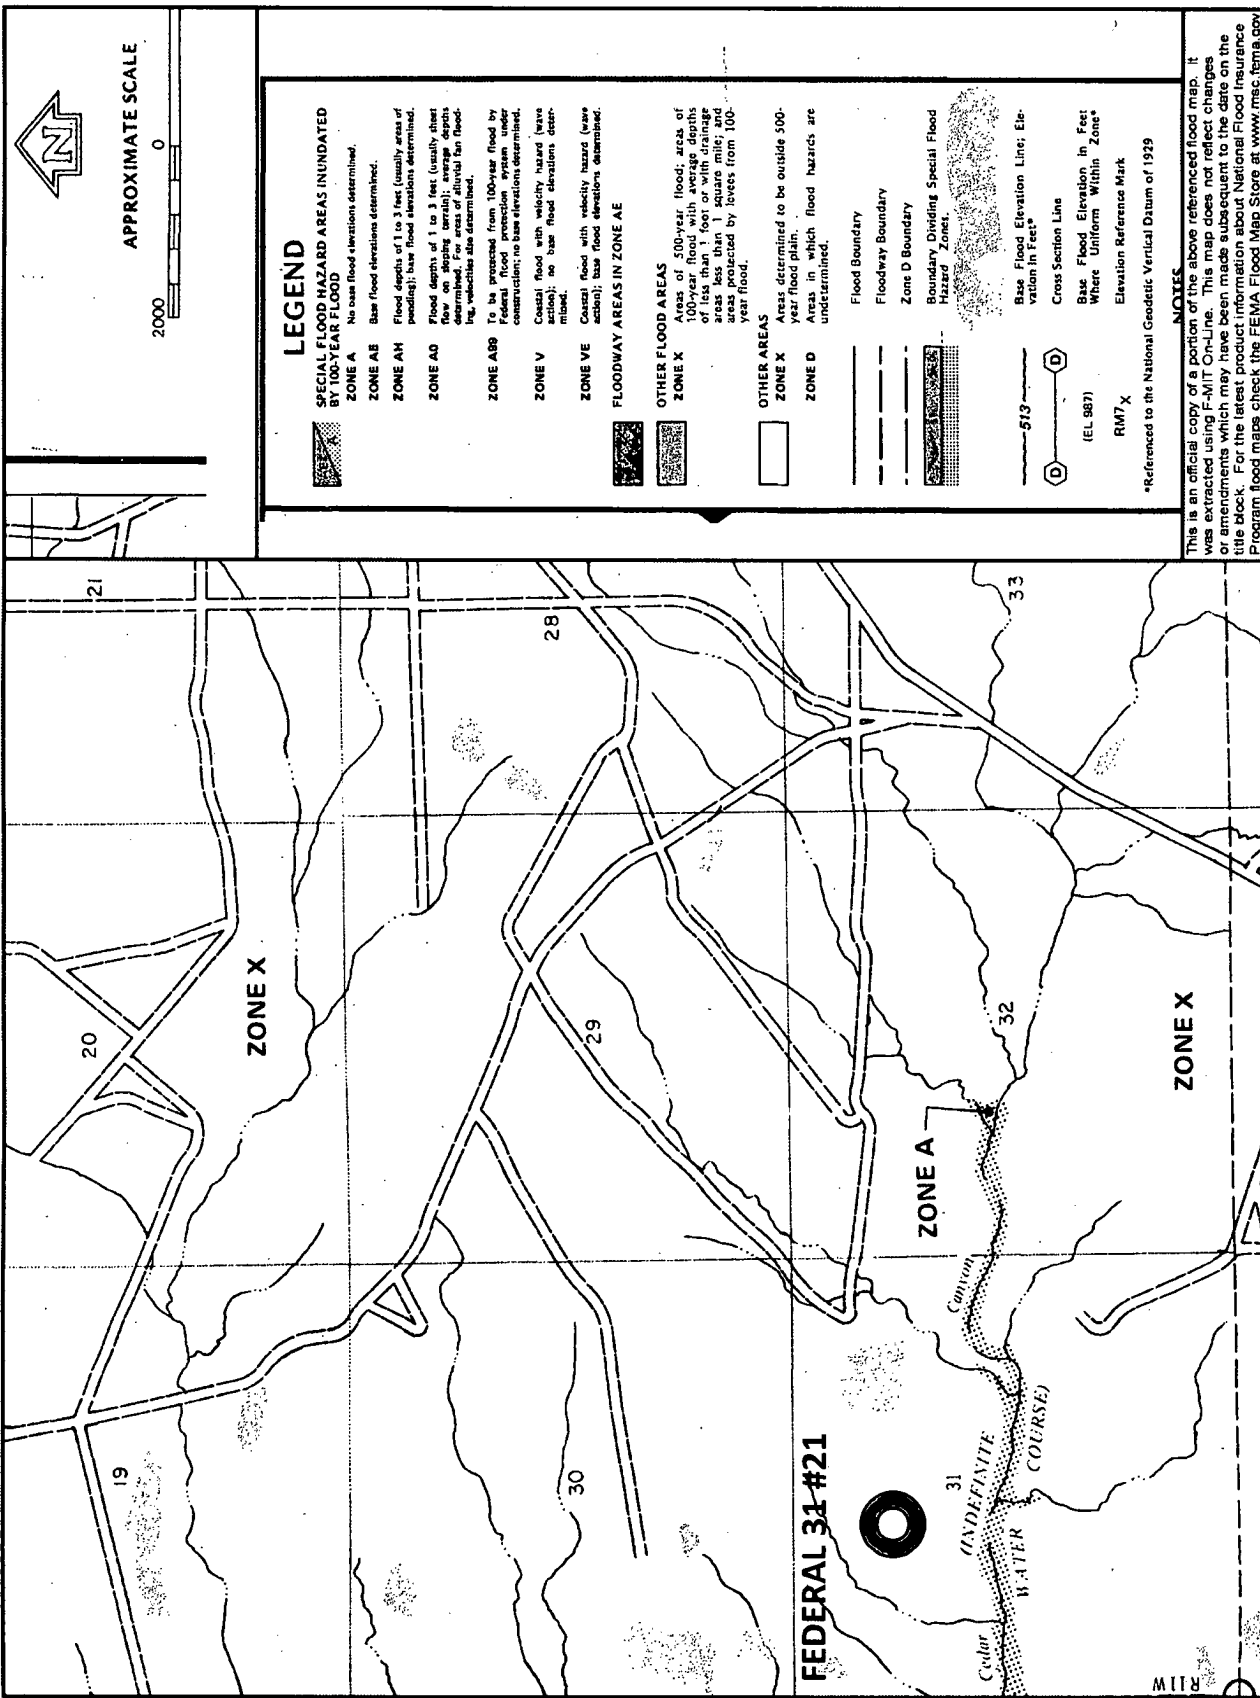 N
APPROXIMATE SCALE
2000 0
LEGEND
SPECIAL FLOOD HAZARD AREAS INUNDATED
BY 100-YEAR FLOOD
A
ZONE A No base flood elevations determined.
ZONE AE Base flood elevations determined.
ZONE AH Flood depths of 1 to 3 feet (usually areas of
ponding); base flood elevations determined.
ZONE AO Flood depths of 1 to 3 feet (usually sheet
flow on sloping terrain); average depths
determined. For areas of alluvial fan flood-
ing, velocities also determined.
ZONE A99 To be protected from 100-year flood by
Federal flood protection system under
construction; no base elevations determined.
ZONE V Coastal flood with velocity hazard (wave
action); no base flood elevations deter-
mined.
ZONE VE Coastal flood with velocity hazard (wave
action); base flood elevations determined.
FLOODWAY AREAS IN ZONE AE
OTHER FLOOD AREAS
ZONE X Areas of 500-year flood; areas of
100-year flood with average depths
of less than 1 foot or with drainage
areas less than 1 square mile; and
areas protected by levees from 100-
year flood.
OTHER AREAS
ZONE X Areas determined to be outside 500-
year flood plain.
ZONE D Areas in which flood hazards are
undetermined.
Flood Boundary
Floodway Boundary
Zone D Boundary
Boundary Dividing Special Flood
Hazard Zones.
513 Base Flood Elevation Line; Ele-
vation in Feet*
D D Cross Section Line
(EL 987) Base Flood Elevation in Feet
Where Uniform Within Zone*
RM7 X Elevation Reference Mark
*Referenced to the National Geodetic Vertical Datum of 1929
NOTES
This is an official copy of a portion of the above referenced flood map. It
was extracted using F-MIT On-Line. This map does not reflect changes
or amendments which may have been made subsequent to the date on the
title block. For the latest product information about National Flood Insurance
Program flood maps check the FEMA Flood Map Store at www.msc.fema.gov
21
20
19
ZONE X
28
29
30
33
32
31
ZONE A
ZONE X
FEDERAL 31 #21
Cedar
Canyon
(INDEFINITE
WATER COURSE)
R11W